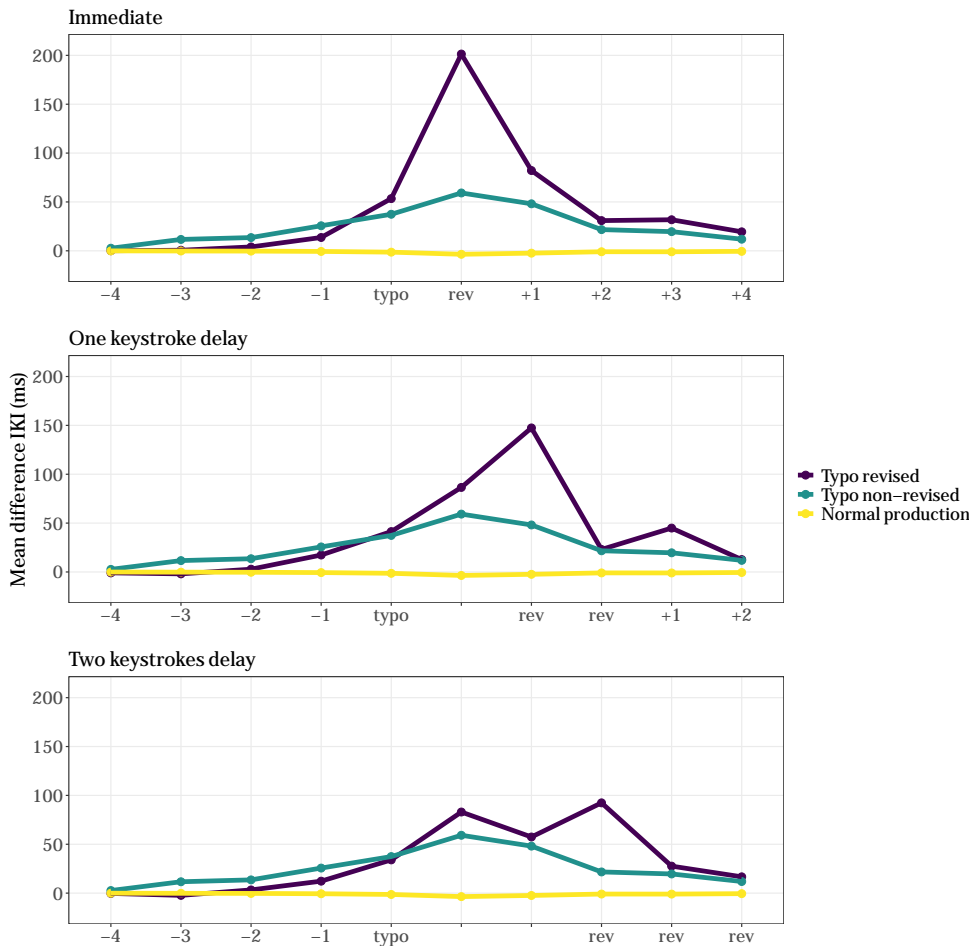 Immediate
200
150
100
50
0
−4 −3 −2 −1 typo rev +1 +2 +3 +4
One keystroke delay
200
150
100
50
0
−4 −3 −2 −1 typo rev rev +1 +2
Mean difference IKI (ms)
Typo revised
Typo non−revised
Normal production
Two keystrokes delay
200
150
100
50
0
−4 −3 −2 −1 typo rev rev rev